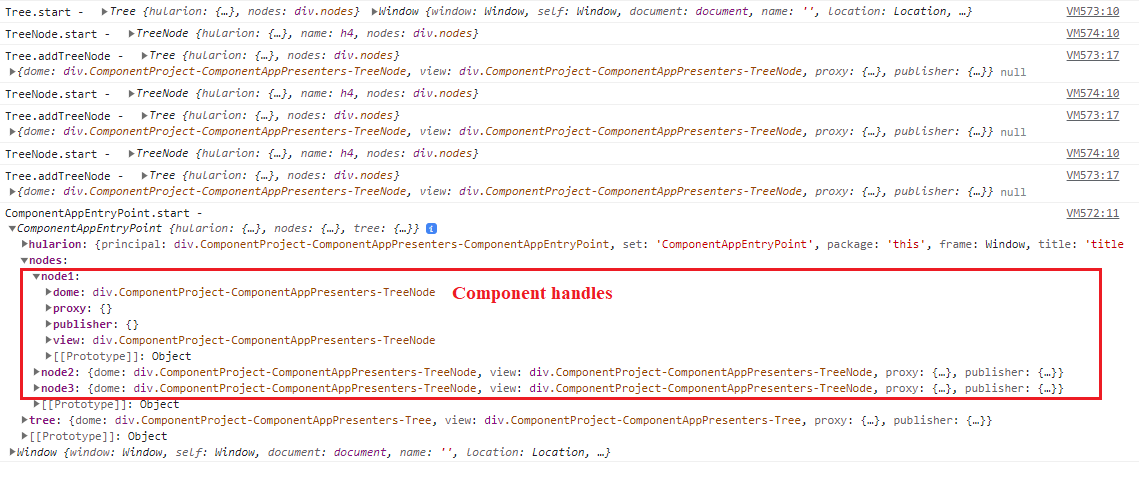 Tree.start - ▶Tree {hularion: {…}, nodes: div.nodes} ▶Window {window: Window, self: Window, document: document, name: '', location: Location, …} VM573:10
TreeNode.start - ▶TreeNode {hularion: {…}, name: h4, nodes: div.nodes} VM574:10
Tree.addTreeNode - ▶Tree {hularion: {…}, nodes: div.nodes} VM573:17
▶{dome: div.ComponentProject-ComponentAppPresenters-TreeNode, view: div.ComponentProject-ComponentAppPresenters-TreeNode, proxy: {…}, publisher: {…}} null
TreeNode.start - ▶TreeNode {hularion: {…}, name: h4, nodes: div.nodes} VM574:10
Tree.addTreeNode - ▶Tree {hularion: {…}, nodes: div.nodes} VM573:17
▶{dome: div.ComponentProject-ComponentAppPresenters-TreeNode, view: div.ComponentProject-ComponentAppPresenters-TreeNode, proxy: {…}, publisher: {…}} null
TreeNode.start - ▶TreeNode {hularion: {…}, name: h4, nodes: div.nodes} VM574:10
Tree.addTreeNode - ▶Tree {hularion: {…}, nodes: div.nodes} VM573:17
▶{dome: div.ComponentProject-ComponentAppPresenters-TreeNode, view: div.ComponentProject-ComponentAppPresenters-TreeNode, proxy: {…}, publisher: {…}} null
ComponentAppEntryPoint.start - VM572:11
▼ComponentAppEntryPoint {hularion: {…}, nodes: {…}, tree: {…}} i
▶hularion: {principal: div.ComponentProject-ComponentAppPresenters-ComponentAppEntryPoint, set: 'ComponentAppEntryPoint', package: 'this', frame: Window, title: 'title
▼nodes:
▼node1:
▶dome: div.ComponentProject-ComponentAppPresenters-TreeNode Component handles
▶proxy: {}
▶publisher: {}
▶view: div.ComponentProject-ComponentAppPresenters-TreeNode
▶[[Prototype]]: Object
▶node2: {dome: div.ComponentProject-ComponentAppPresenters-TreeNode, view: div.ComponentProject-ComponentAppPresenters-TreeNode, proxy: {…}, publisher: {…}}
▶node3: {dome: div.ComponentProject-ComponentAppPresenters-TreeNode, view: div.ComponentProject-ComponentAppPresenters-TreeNode, proxy: {…}, publisher: {…}}
▶[[Prototype]]: Object
▶tree: {dome: div.ComponentProject-ComponentAppPresenters-Tree, view: div.ComponentProject-ComponentAppPresenters-Tree, proxy: {…}, publisher: {…}}
▶[[Prototype]]: Object
▶Window {window: Window, self: Window, document: document, name: '', location: Location, …}